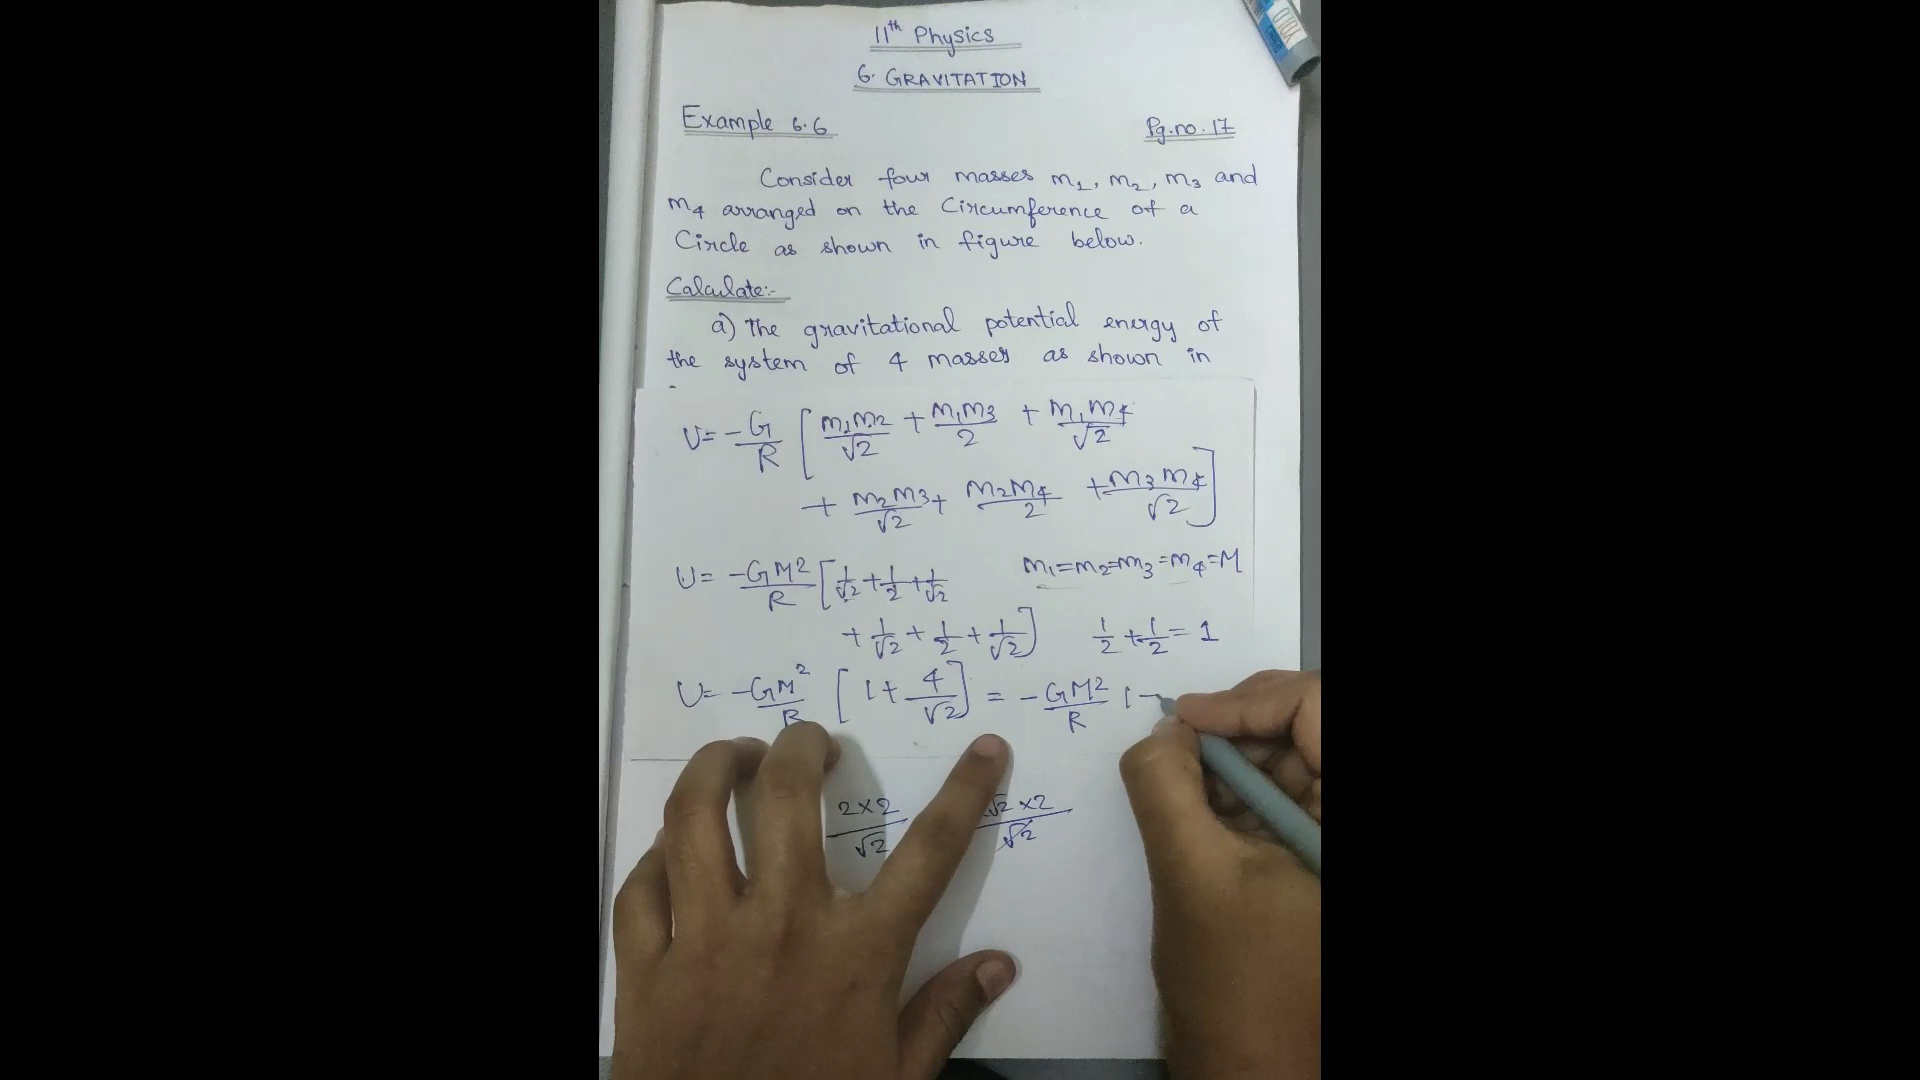 11th Physics
6. GRAVITATION
Example 6.6 Pg.no.17
Consider four masses m1, m2, m3 and
m4 arranged on the Circumference of a
Circle as shown in figure below.
Calculate:-
a) The gravitational potential energy of
the system of 4 masses as shown in
U = -G/R [ m1m2/√2 + m1m3/2 + m1m4/√2
+ m2m3/√2 + m2m4/2 + m3m4/√2 ]
U = -GM²/R [ 1/√2 + 1/2 + 1/√2 m1=m2=m3=m4=M
+ 1/√2 + 1/2 + 1/√2 ] 1/2 + 1/2 = 1
U = -GM²/R [ 1 + 4/√2 ] = -GM²/R
2×2/√2 √2×2/√2
YOLO